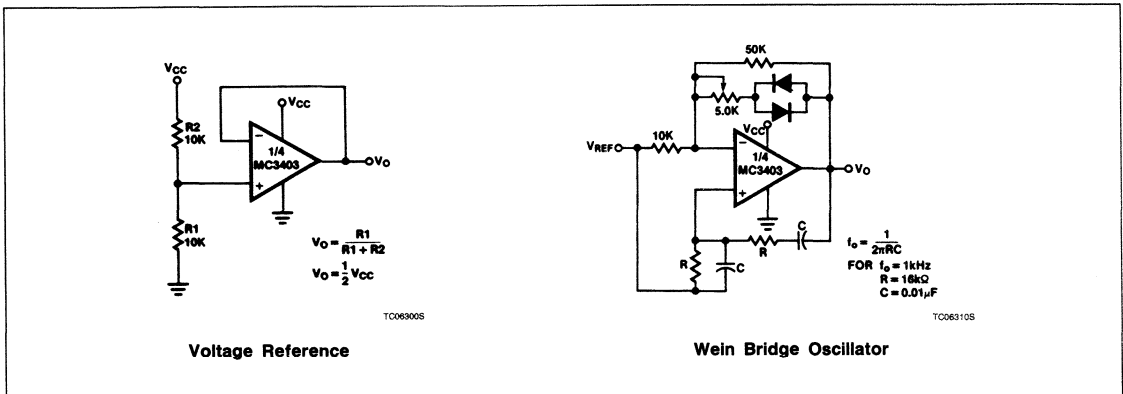 VCC
VCC
R2
10K
−
1/4
MC3403
+
VO
R1
10K
VO = R1
R1 + R2
VO = 1 VCC
2
TC06300S
Voltage Reference
50K
5.0K
VCC
10K
VREF
−
1/4
MC3403
+
VO
C
R
R
C
fo = 1
2πRC
FOR fo = 1kHz
R = 16kΩ
C = 0.01μF
TC06310S
Wein Bridge Oscillator